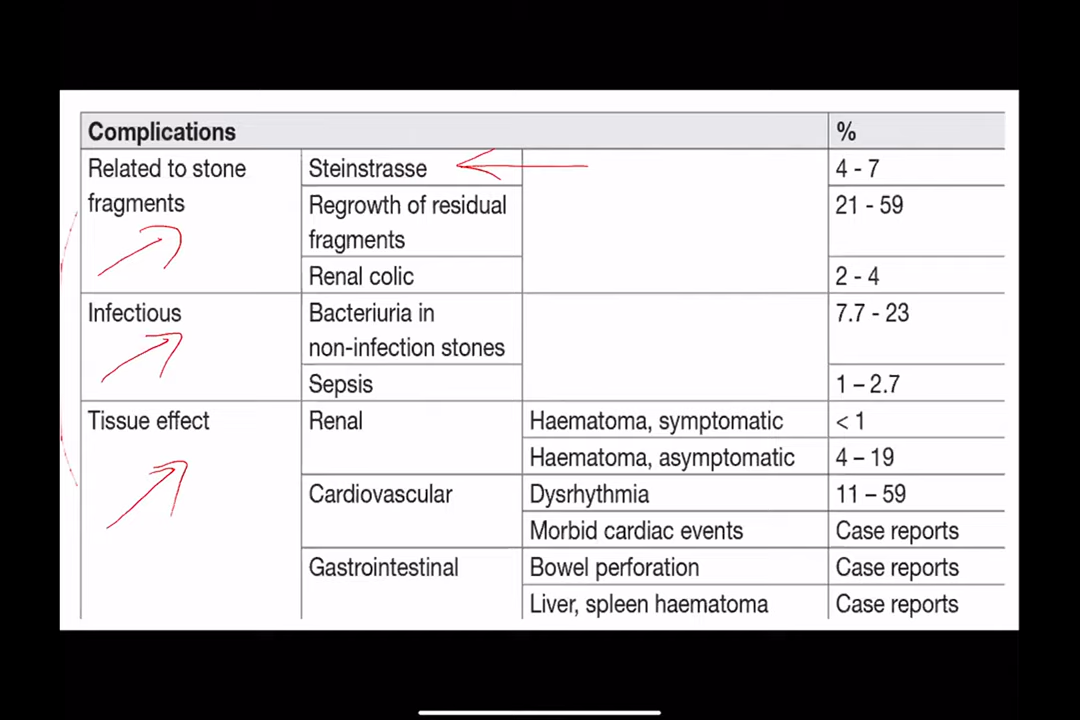 Complications %
Related to stone Steinstrasse 4 - 7
fragments Regrowth of residual 21 - 59
fragments
Renal colic 2 - 4
Infectious Bacteriuria in 7.7 - 23
non-infection stones
Sepsis 1 – 2.7
Tissue effect Renal Haematoma, symptomatic < 1
Haematoma, asymptomatic 4 – 19
Cardiovascular Dysrhythmia 11 – 59
Morbid cardiac events Case reports
Gastrointestinal Bowel perforation Case reports
Liver, spleen haematoma Case reports